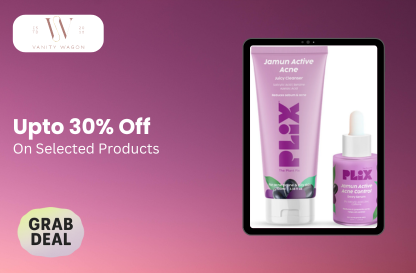 VANITY WAGON
Upto 30% Off
On Selected Products
GRAB
DEAL
Jamun Active
Acne
PLIX
PLIX
Jamun Active
Acne Control